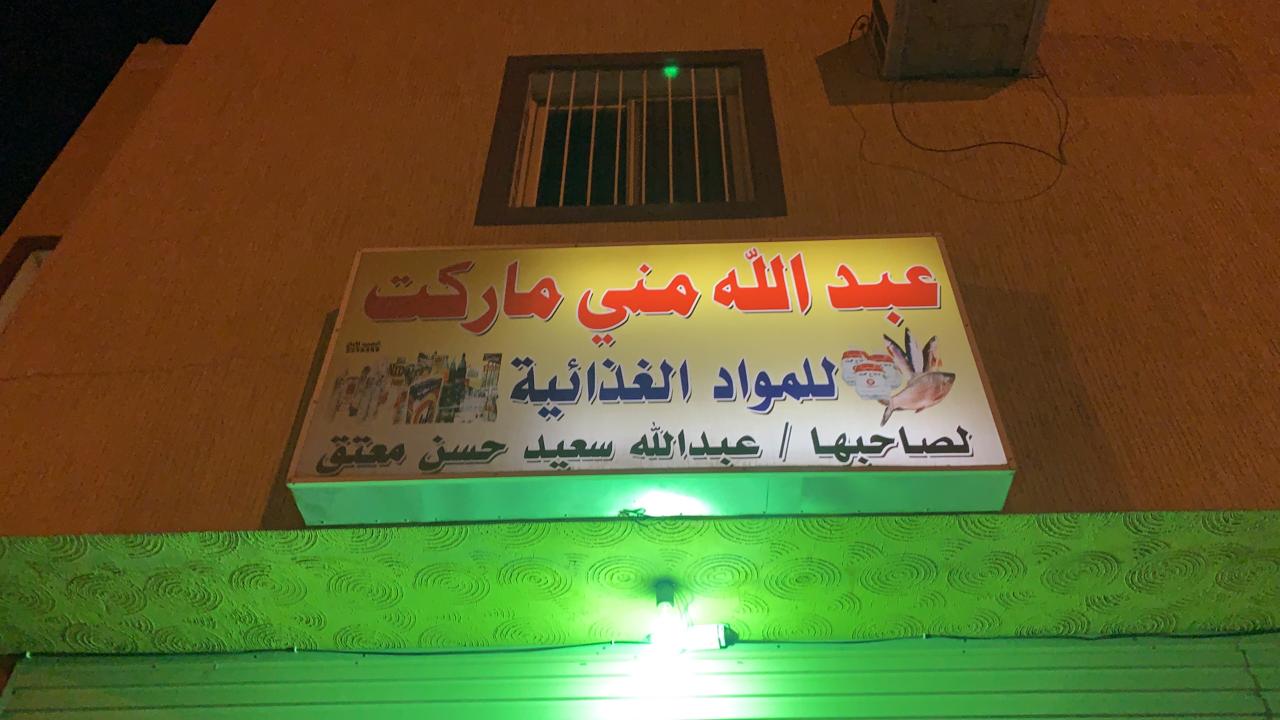 عبد الله مني ماركت
للمواد الغذائية
لصاحبها / عبدالله سعيد حسن معتق